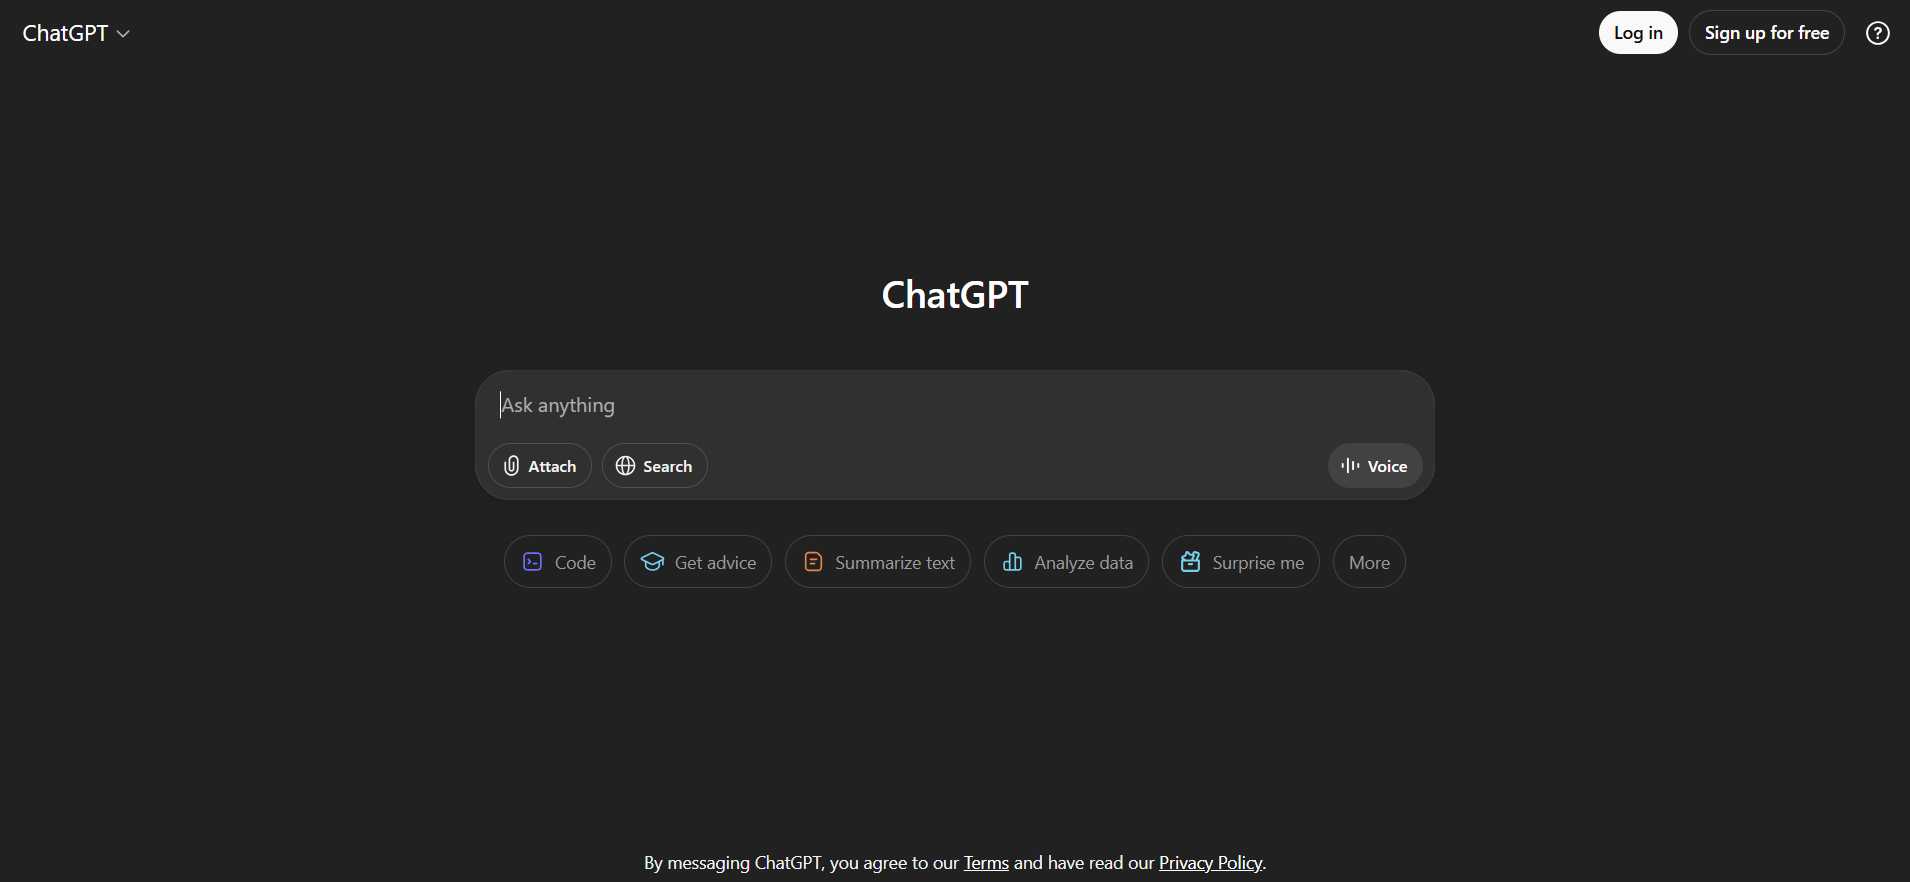 ChatGPT
Log in
Sign up for free
ChatGPT
Ask anything
Attach
Search
Voice
Code
Get advice
Summarize text
Analyze data
Surprise me
More
By messaging ChatGPT, you agree to our Terms and have read our Privacy Policy.